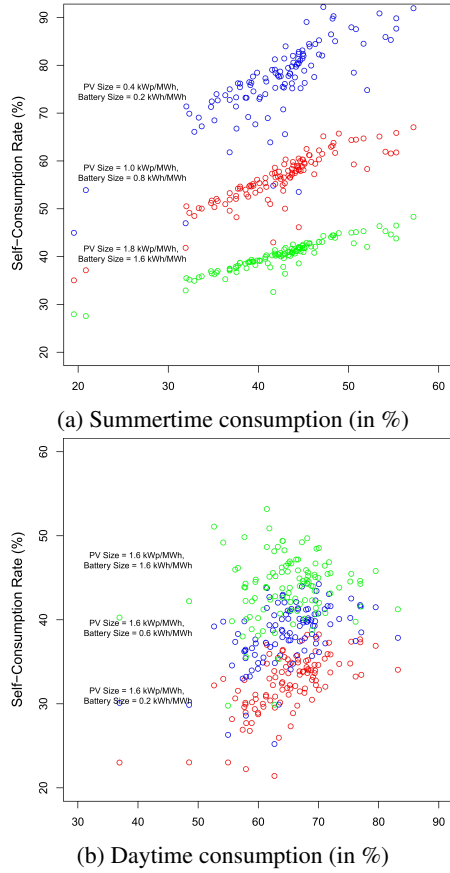 90
80
70
60
50
40
30
20
Self−Consumption Rate (%)
PV Size = 0.4 kWp/MWh,
Battery Size = 0.2 kWh/MWh
PV Size = 1.0 kWp/MWh,
Battery Size = 0.8 kWh/MWh
PV Size = 1.8 kWp/MWh,
Battery Size = 1.6 kWh/MWh
20 30 40 50 60
(a) Summertime consumption (in %)
60
50
40
30
20
Self−Consumption Rate (%)
PV Size = 1.6 kWp/MWh,
Battery Size = 1.6 kWh/MWh
PV Size = 1.6 kWp/MWh,
Battery Size = 0.6 kWh/MWh
PV Size = 1.6 kWp/MWh,
Battery Size = 0.2 kWh/MWh
30 40 50 60 70 80 90
(b) Daytime consumption (in %)